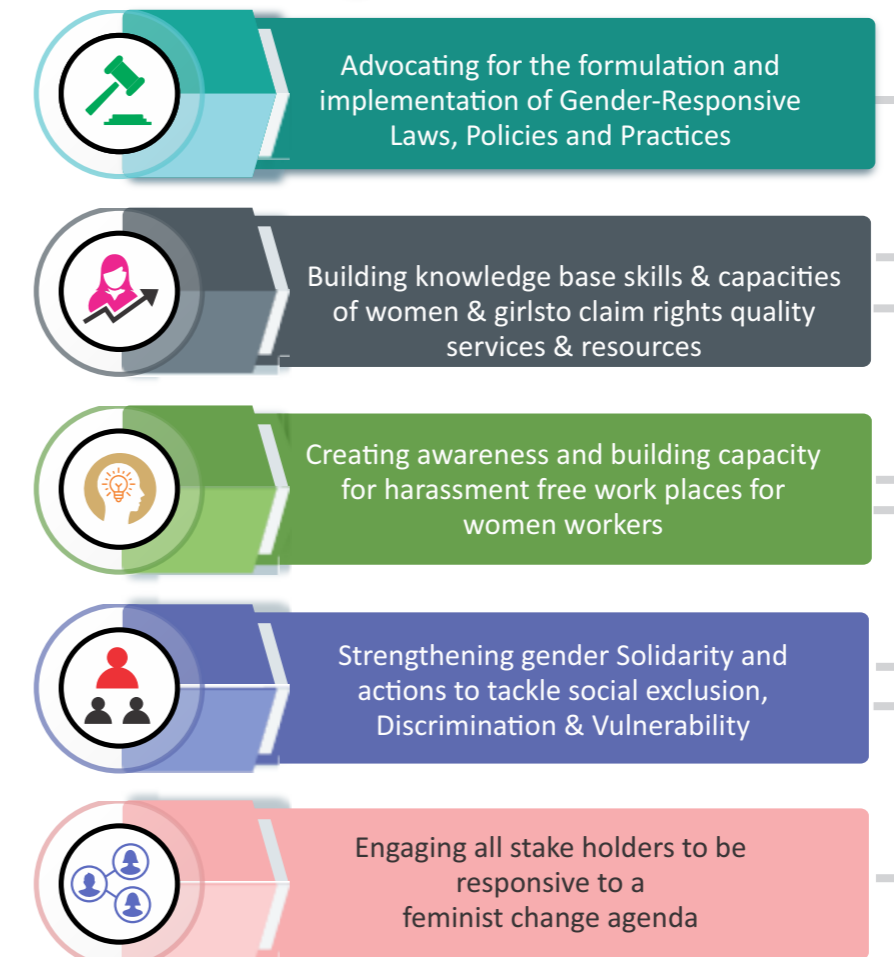 Advocating for the formulation and
implementation of Gender-Responsive
Laws, Policies and Practices
Building knowledge base skills & capacities
of women & girlsto claim rights quality
services & resources
Creating awareness and building capacity
for harassment free work places for
women workers
Strengthening gender Solidarity and
actions to tackle social exclusion,
Discrimination & Vulnerability
Engaging all stake holders to be
responsive to a
feminist change agenda